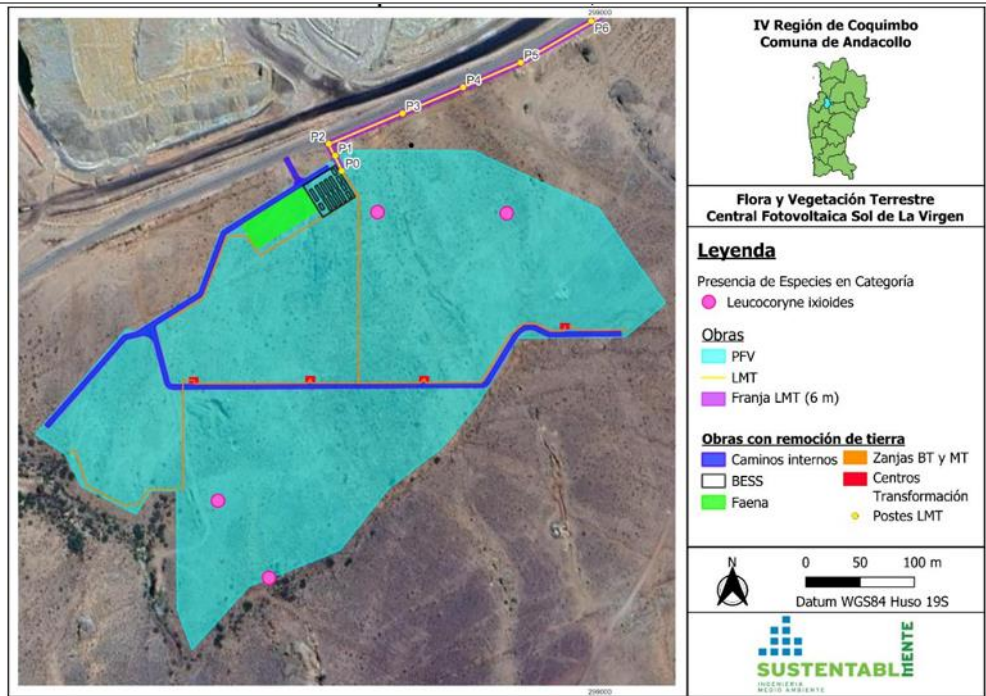 299000
P6
P5
P4
P3
P2
P1
P0
299000
IV Región de Coquimbo
Comuna de Andacollo
Flora y Vegetación Terrestre
Central Fotovoltaica Sol de La Virgen
Leyenda
Presencia de Especies en Categoría
Leucocoryne ixioides
Obras
PFV
LMT
Franja LMT (6 m)
Obras con remoción de tierra
Caminos internos
BESS
Faena
Zanjas BT y MT
Centros
Transformación
Postes LMT
N
0 50 100 m
Datum WGS84 Huso 19S
SUSTENTABLEMENTE
INGENIERIA
MEDIO AMBIENTE